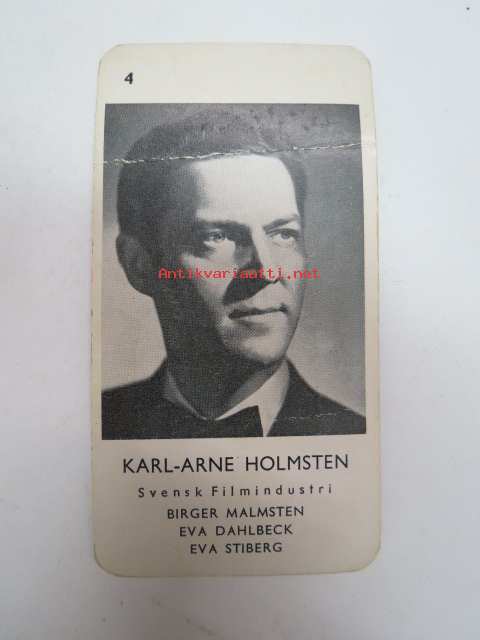 4
Antikvariaatti.net
KARL-ARNE HOLMSTEN
Svensk Filmindustri
BIRGER MALMSTEN
EVA DAHLBECK
EVA STIBERG